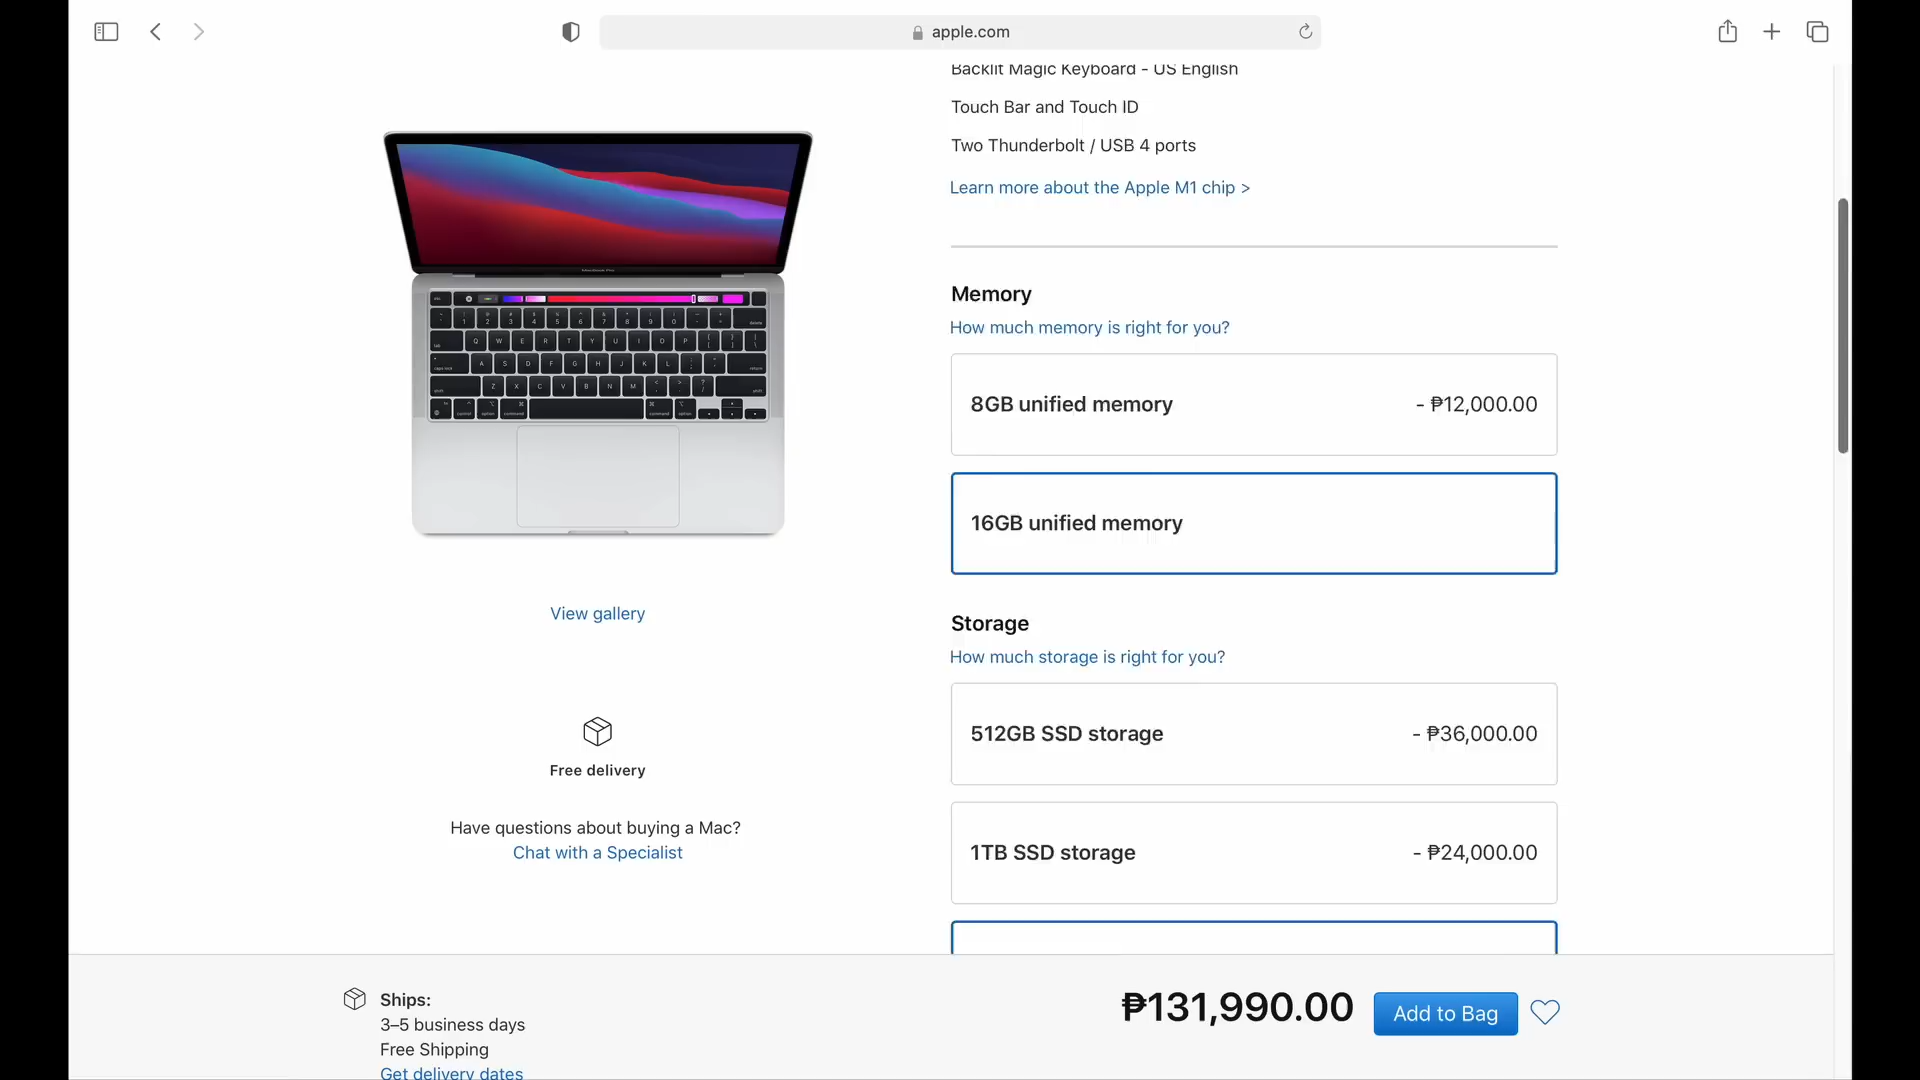 apple.com
Backlit Magic Keyboard - US English
Touch Bar and Touch ID
Two Thunderbolt / USB 4 ports
Learn more about the Apple M1 chip >
Memory
How much memory is right for you?
8GB unified memory - ₱12,000.00
16GB unified memory
View gallery
Storage
How much storage is right for you?
512GB SSD storage - ₱36,000.00
1TB SSD storage - ₱24,000.00
Free delivery
Have questions about buying a Mac?
Chat with a Specialist
Ships:
3–5 business days
Free Shipping
Get delivery dates
₱131,990.00
Add to Bag